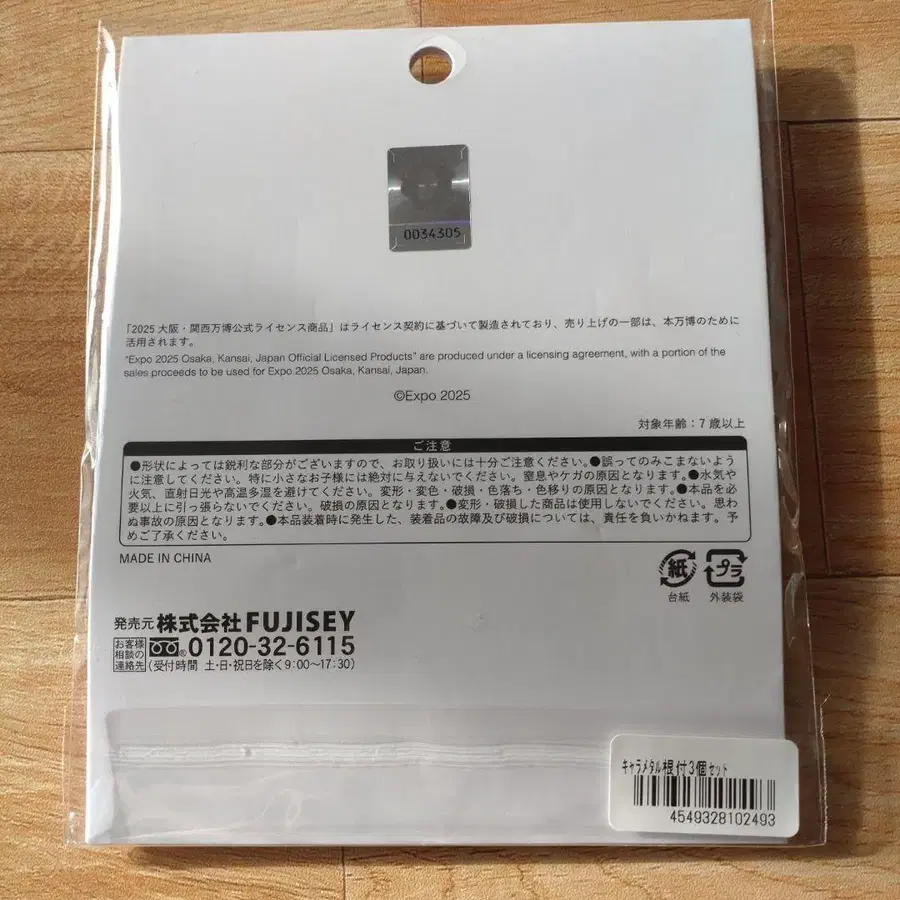 0034305
「2025 大阪・関西万博公式ライセンス商品」はライセンス契約に基づいて製造されており、売り上げの一部は、本万博のために
活用されます。
“Expo 2025 Osaka, Kansai, Japan Official Licensed Products” are produced under a licensing agreement, with a portion of the
sales proceeds to be used for Expo 2025 Osaka, Kansai, Japan.
©Expo 2025
対象年齢：7歳以上
ご注意
●形状によっては鋭利な部分がございますので、お取り扱いには十分ご注意ください。●誤ってのみこまないよう
に注意してください。特に小さなお子様には絶対に与えないでください。窒息やケガの原因となります。●水気や
火気、直射日光や高温多湿を避けてください。変形・変色・破損・色落ち・色移りの原因となります。●本品を必
要以上に引っ張らないでください。破損の原因となります。●変形・破損した商品は使用しないでください。思わ
ぬ事故の原因となります。●本品装着時に発生した、装着品の故障及び破損については、責任を負いかねます。予
めご了承ください。
MADE IN CHINA
紙
台紙
プラ
外装袋
発売元 株式会社 FUJISEY
お客様相談の連絡先 ® 0120-32-6115
(受付時間 土・日・祝日を除く9:00〜17:30)
キャラメタル根付3個セット
4549328102493